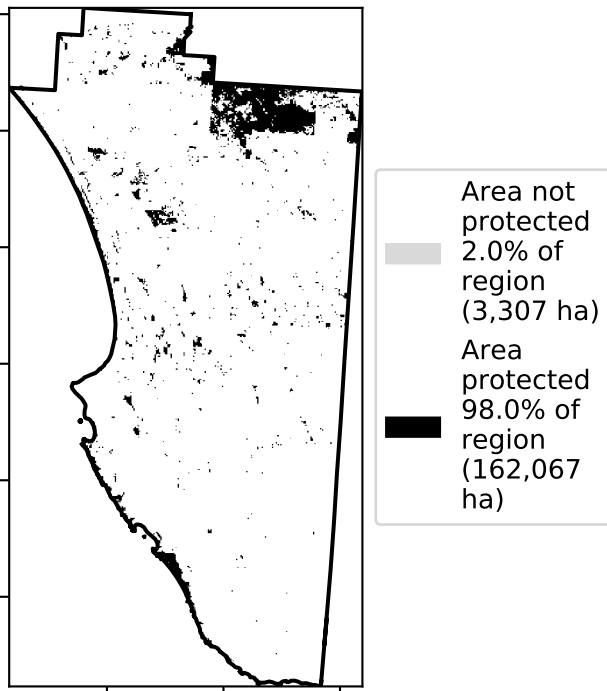 Area not
protected
2.0% of
region
(3,307 ha)
Area
protected
98.0% of
region
(162,067
ha)